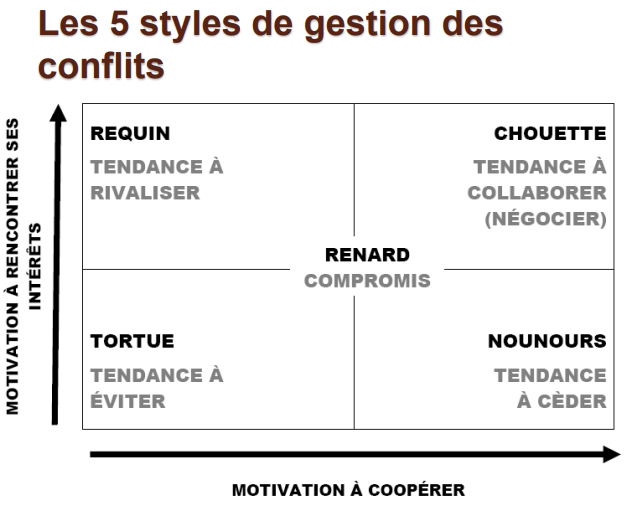 Les 5 styles de gestion des
conflits
MOTIVATION À RENCONTRER SES
INTÉRÊTS
REQUIN
TENDANCE À
RIVALISER
CHOUETTE
TENDANCE À
COLLABORER
(NÉGOCIER)
RENARD
COMPROMIS
TORTUE
TENDANCE À
ÉVITER
NOUNOURS
TENDANCE
À CÈDER
MOTIVATION À COOPÉRER